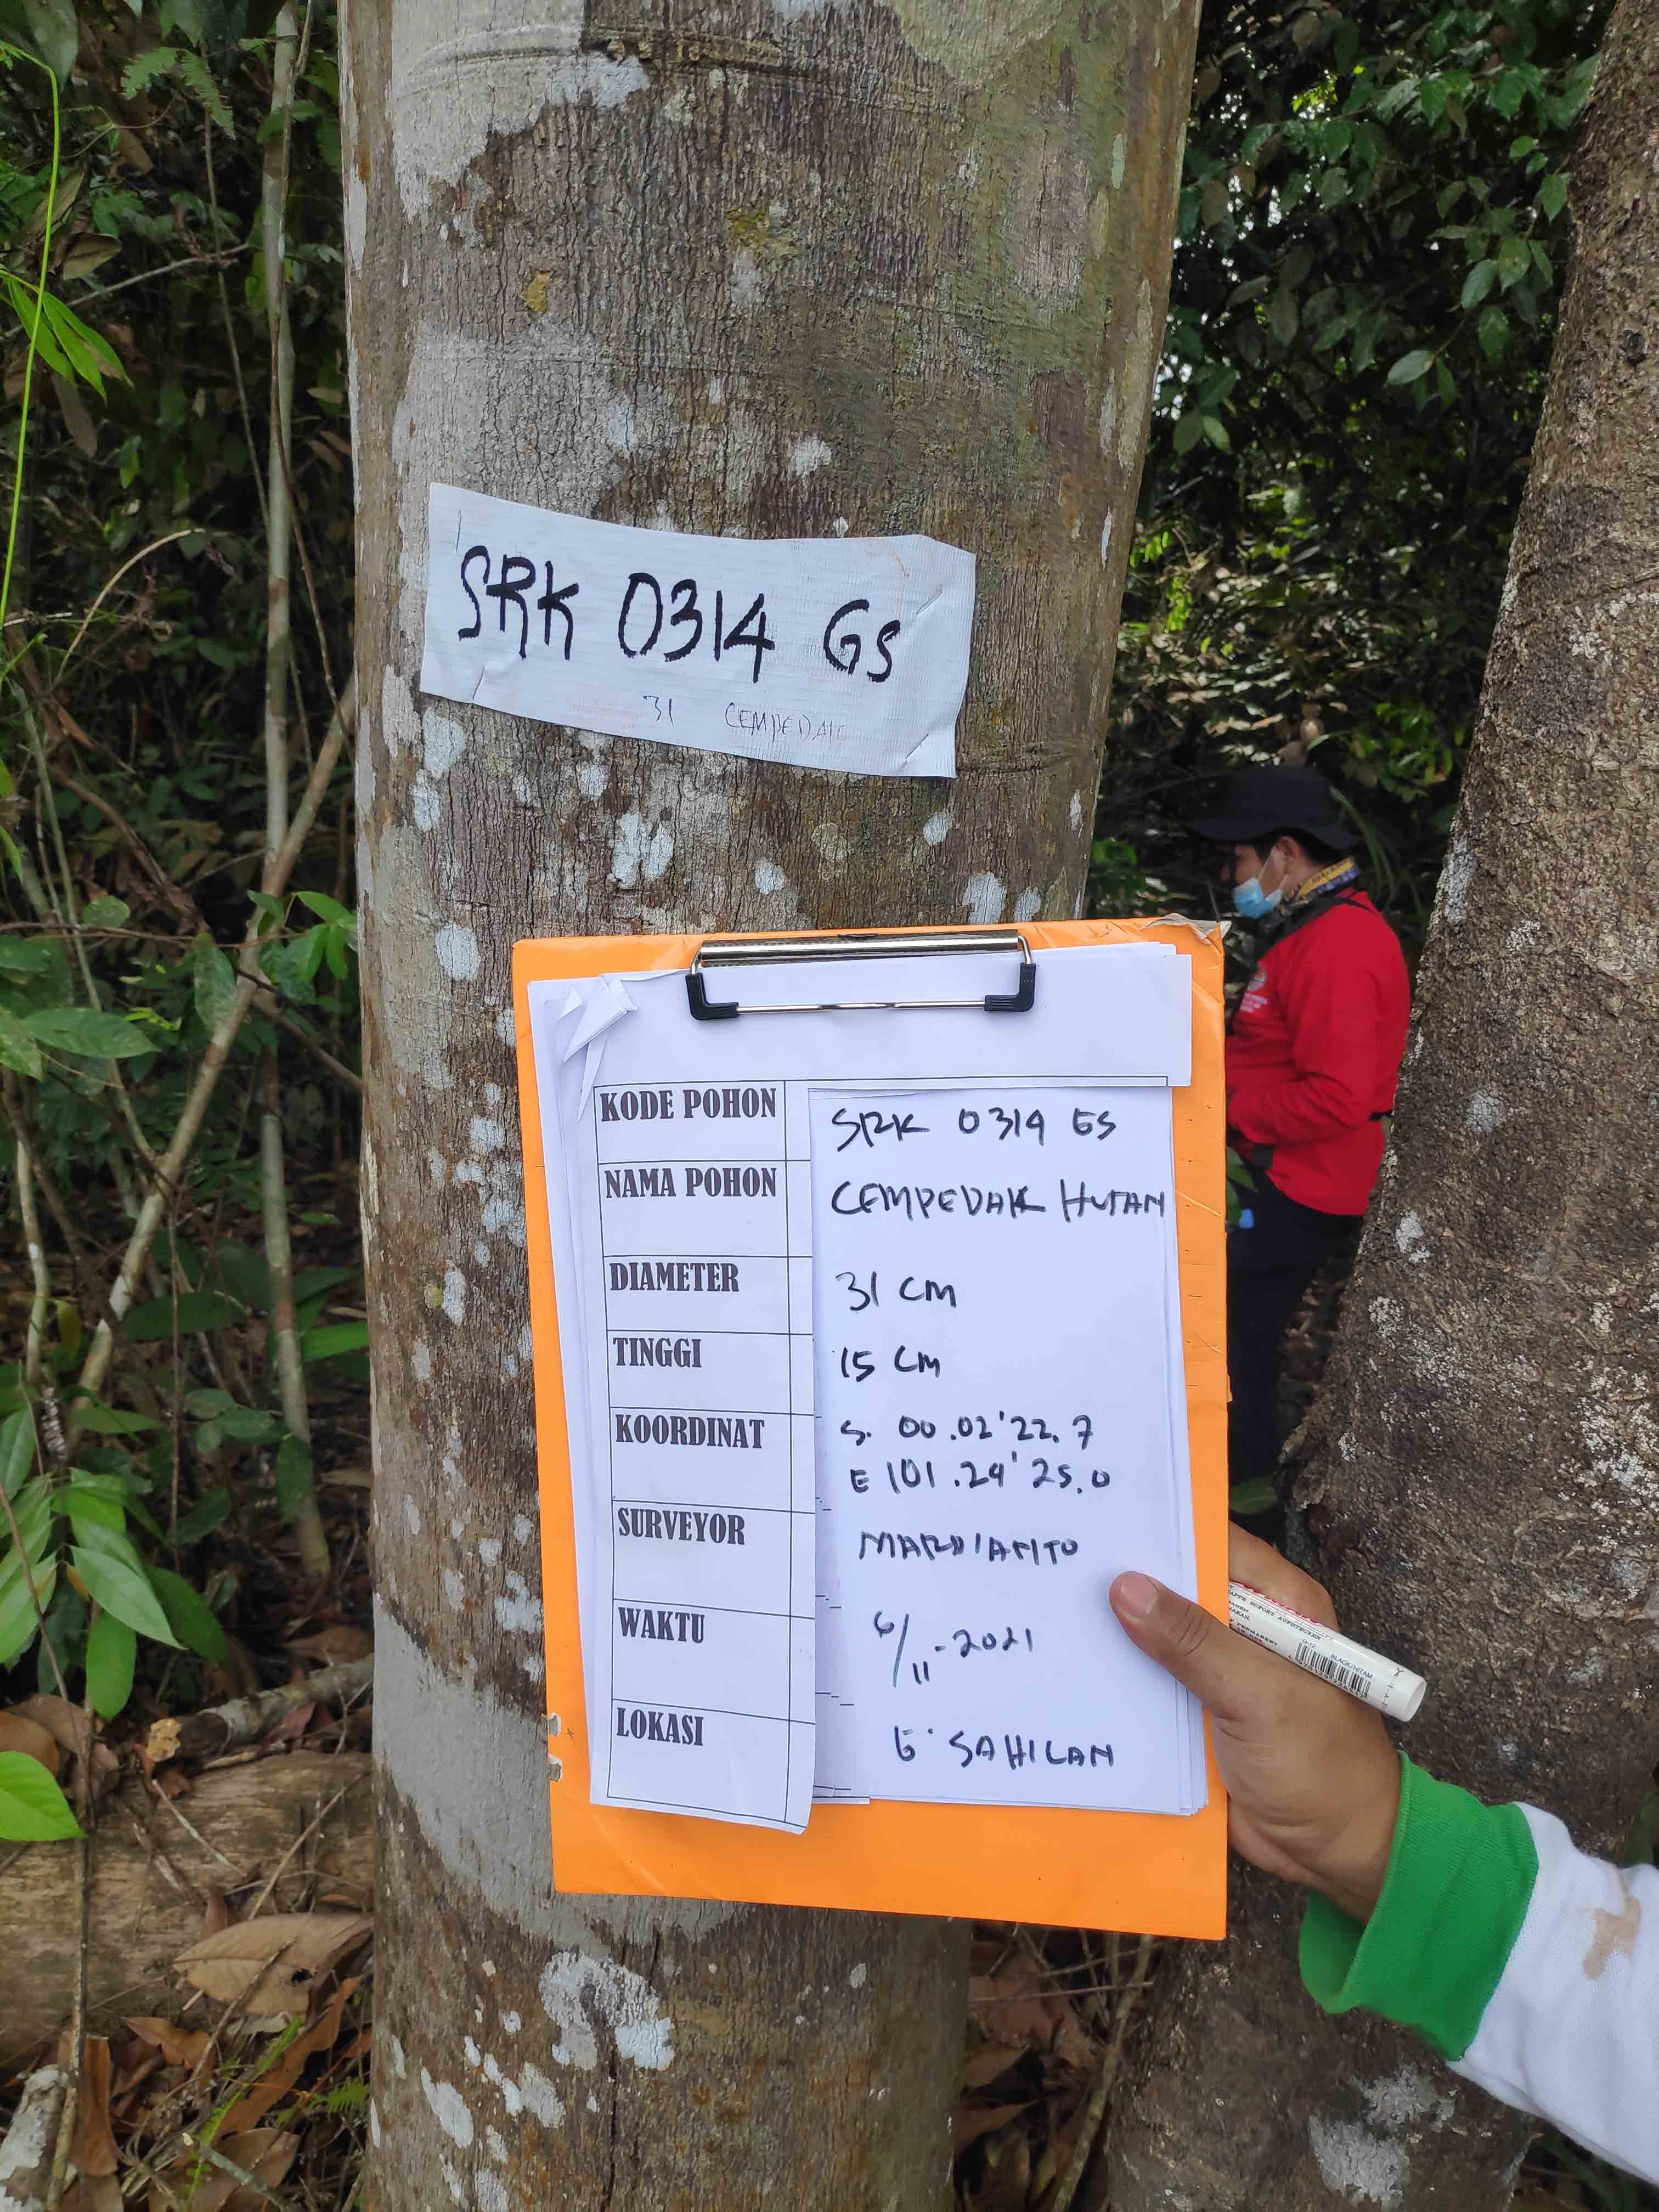 SRK 0314 GS
31 CEMPEDAK
KODE POHON SRK 0314 GS
NAMA POHON CEMPEDAK HUTAN
DIAMETER 31 CM
TINGGI 15 CM
KOORDINAT S. 00.02'22.7
E 101.24'25.0
SURVEYOR MARDIANTO
WAKTU 6/11-2021
LOKASI G. SAHILAN
BLACK/HITAM